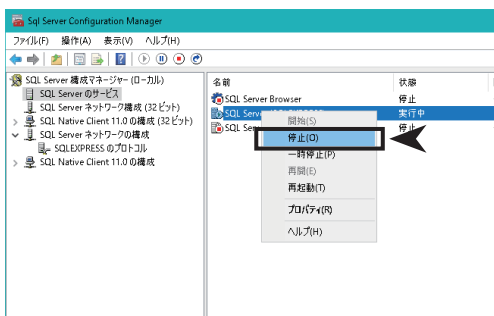 Sql Server Configuration Manager
ファイル(F) 操作(A) 表示(V) ヘルプ(H)
SQL Server 構成マネージャー (ローカル)
SQL Server のサービス
SQL Server ネットワーク構成 (32 ビット)
SQL Native Client 11.0 の構成 (32 ビット)
SQL Server ネットワークの構成
SQLEXPRESS のプロトコル
SQL Native Client 11.0 の構成
名前 状態
SQL Server Browser 停止
SQL 実行中
SQL 停止
開始(S)
停止(O)
一時停止(P)
再開(E)
再起動(T)
プロパティ(R)
ヘルプ(H)